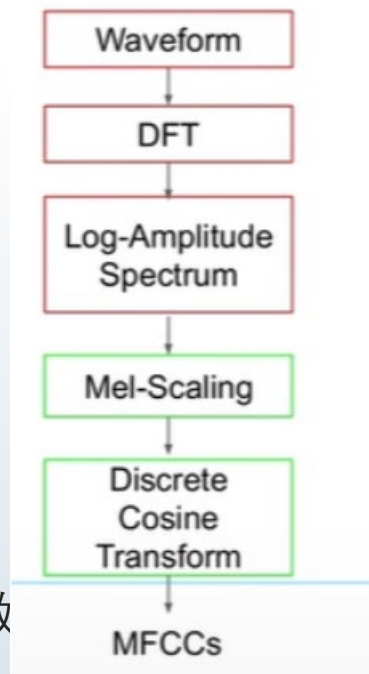 Waveform
DFT
Log-Amplitude
Spectrum
Mel-Scaling
Discrete
Cosine
Transform
MFCCs